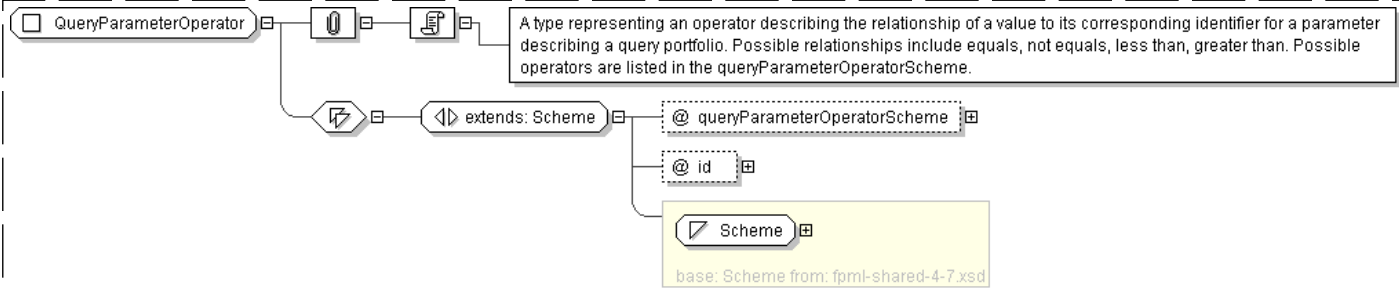 QueryParameterOperator
A type representing an operator describing the relationship of a value to its corresponding identifier for a parameter
describing a query portfolio. Possible relationships include equals, not equals, less than, greater than. Possible
operators are listed in the queryParameterOperatorScheme.
extends: Scheme
@ queryParameterOperatorScheme
@ id
Scheme
base: Scheme from: fpml-shared-4-7.xsd